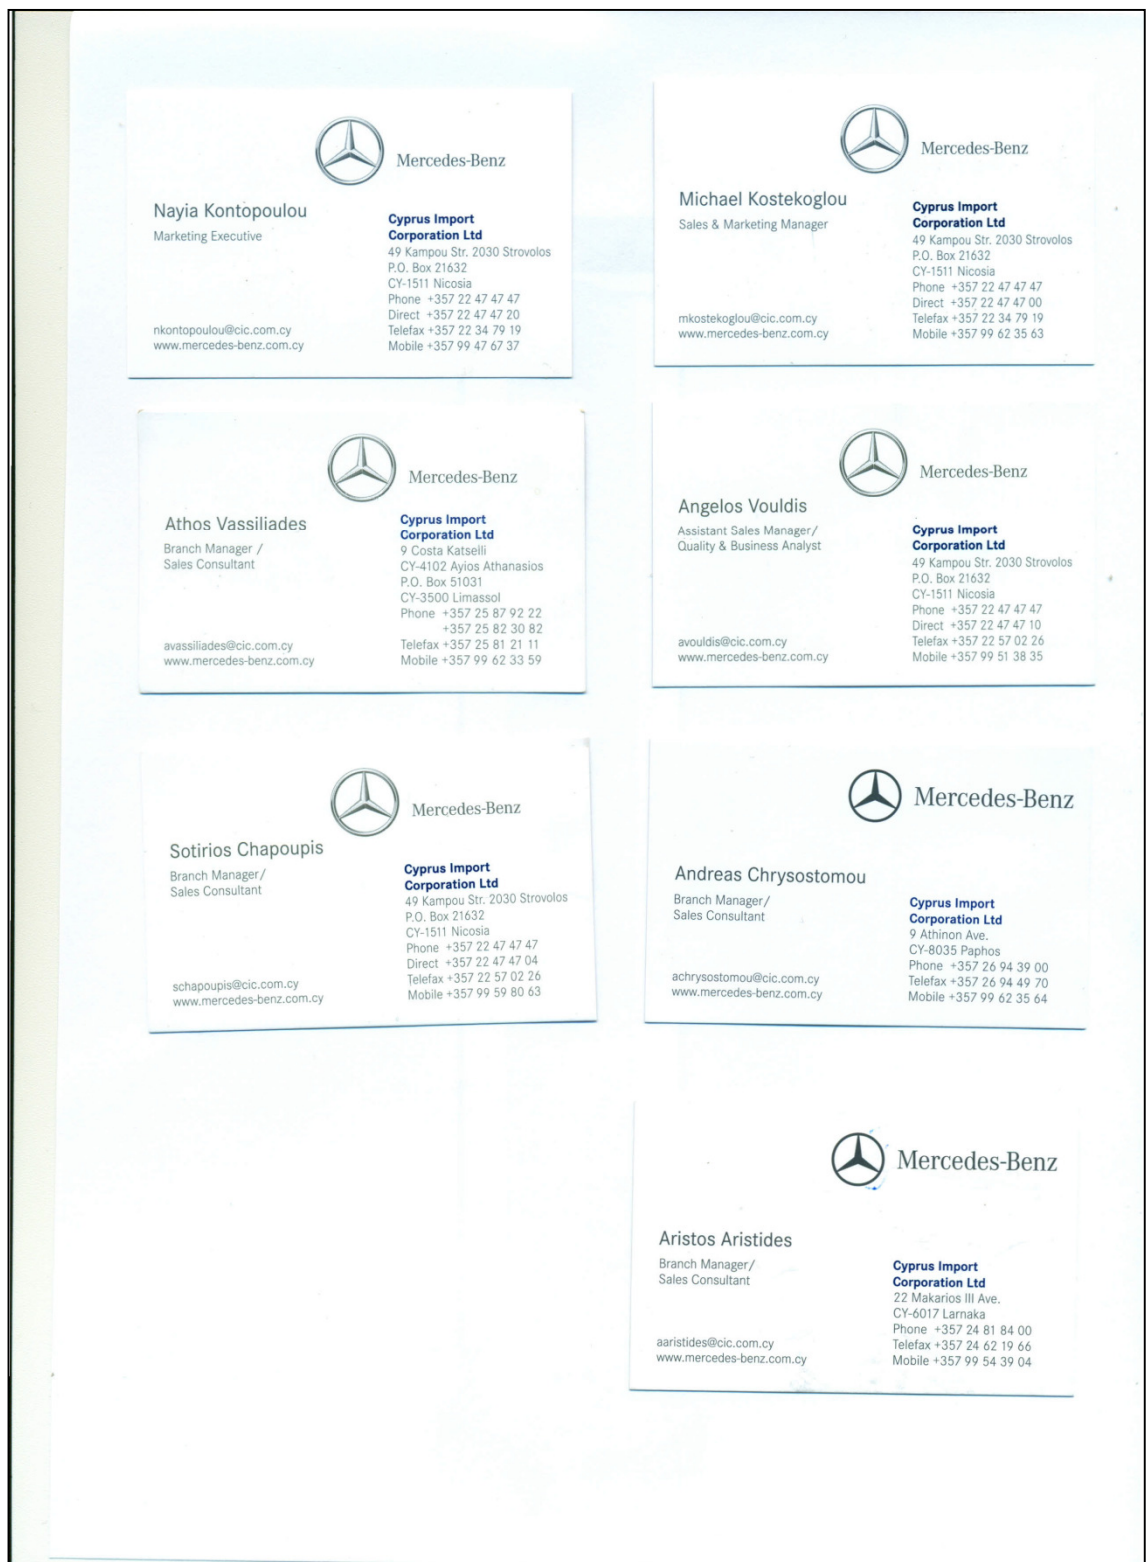 Mercedes-Benz
Nayia Kontopoulou
Marketing Executive
nkontopoulou@cic.com.cy
www.mercedes-benz.com.cy
Cyprus Import
Corporation Ltd
49 Kampou Str. 2030 Strovolos
P.O. Box 21632
CY-1511 Nicosia
Phone +357 22 47 47 47
Direct +357 22 47 47 20
Telefax +357 22 34 79 19
Mobile +357 99 47 67 37
Mercedes-Benz
Michael Kostekoglou
Sales & Marketing Manager
mkostekoglou@cic.com.cy
www.mercedes-benz.com.cy
Cyprus Import
Corporation Ltd
49 Kampou Str. 2030 Strovolos
P.O. Box 21632
CY-1511 Nicosia
Phone +357 22 47 47 47
Direct +357 22 47 47 00
Telefax +357 22 34 79 19
Mobile +357 99 62 35 63
Mercedes-Benz
Athos Vassiliades
Branch Manager /
Sales Consultant
avassiliades@cic.com.cy
www.mercedes-benz.com.cy
Cyprus Import
Corporation Ltd
9 Costa Katselli
CY-4102 Ayios Athanasios
P.O. Box 51031
CY-3500 Limassol
Phone +357 25 87 92 22
+357 25 82 30 82
Telefax +357 25 81 21 11
Mobile +357 99 62 33 59
Mercedes-Benz
Angelos Vouldis
Assistant Sales Manager/
Quality & Business Analyst
avouldis@cic.com.cy
www.mercedes-benz.com.cy
Cyprus Import
Corporation Ltd
49 Kampou Str. 2030 Strovolos
P.O. Box 21632
CY-1511 Nicosia
Phone +357 22 47 47 47
Direct +357 22 47 47 10
Telefax +357 22 57 02 26
Mobile +357 99 51 38 35
Mercedes-Benz
Sotirios Chapoupis
Branch Manager/
Sales Consultant
schapoupis@cic.com.cy
www.mercedes-benz.com.cy
Cyprus Import
Corporation Ltd
49 Kampou Str. 2030 Strovolos
P.O. Box 21632
CY-1511 Nicosia
Phone +357 22 47 47 47
Direct +357 22 47 47 04
Telefax +357 22 57 02 26
Mobile +357 99 59 80 63
Mercedes-Benz
Andreas Chrysostomou
Branch Manager/
Sales Consultant
achrysostomou@cic.com.cy
www.mercedes-benz.com.cy
Cyprus Import
Corporation Ltd
9 Athinon Ave.
CY-8035 Paphos
Phone +357 26 94 39 00
Telefax +357 26 94 49 70
Mobile +357 99 62 35 64
Mercedes-Benz
Aristos Aristides
Branch Manager/
Sales Consultant
aaristides@cic.com.cy
www.mercedes-benz.com.cy
Cyprus Import
Corporation Ltd
22 Makarios III Ave.
CY-6017 Larnaka
Phone +357 24 81 84 00
Telefax +357 24 62 19 66
Mobile +357 99 54 39 04